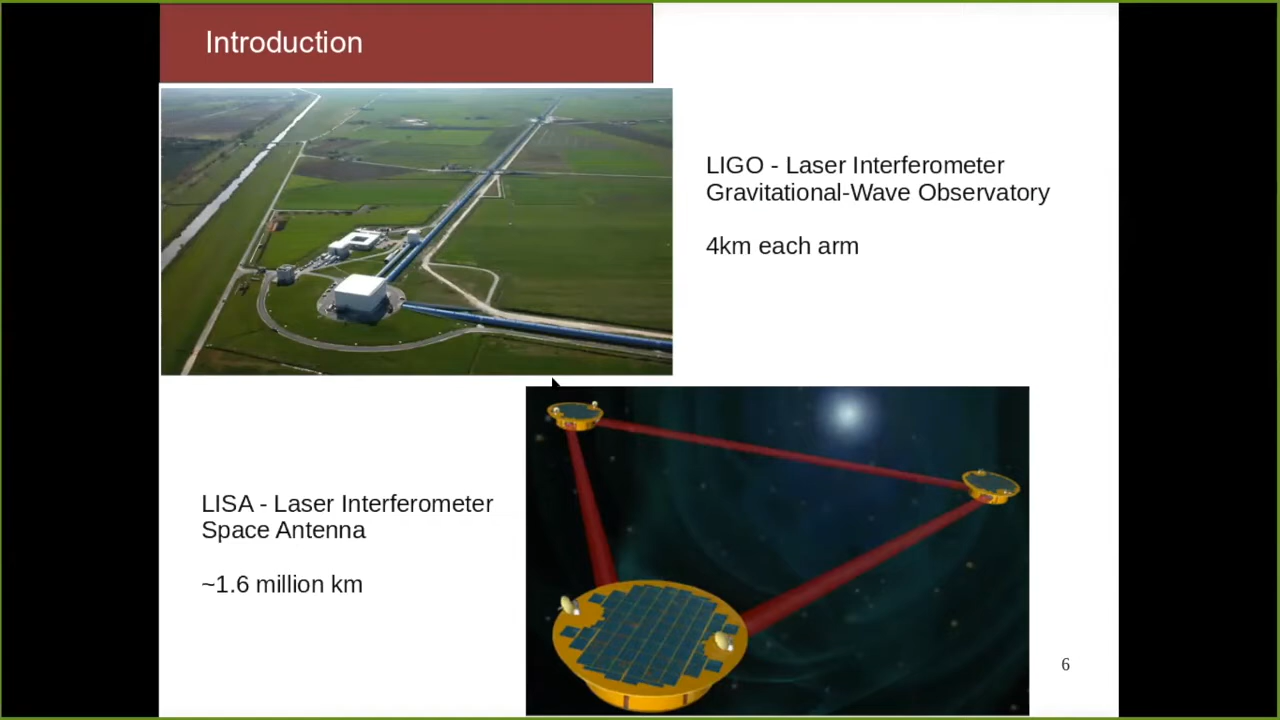 Introduction
LIGO - Laser Interferometer
Gravitational-Wave Observatory
4km each arm
LISA - Laser Interferometer
Space Antenna
~1.6 million km
6